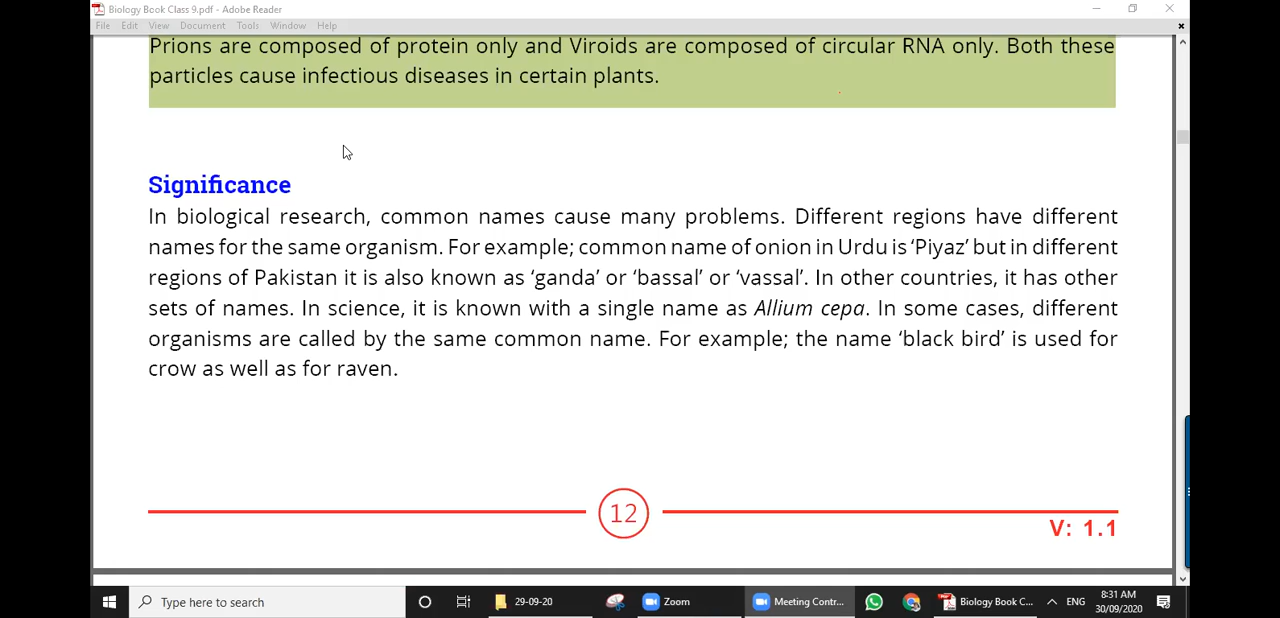 Biology Book Class 9.pdf - Adobe Reader
File Edit View Document Tools Window Help
Prions are composed of protein only and Viroids are composed of circular RNA only. Both these
particles cause infectious diseases in certain plants.
Significance
In biological research, common names cause many problems. Different regions have different
names for the same organism. For example; common name of onion in Urdu is ‘Piyaz’ but in different
regions of Pakistan it is also known as ‘ganda’ or ‘bassal’ or ‘vassal’. In other countries, it has other
sets of names. In science, it is known with a single name as Allium cepa. In some cases, different
organisms are called by the same common name. For example; the name ‘black bird’ is used for
crow as well as for raven.
12
V: 1.1
Type here to search 29-09-20 Zoom Meeting Contr... Biology Book C... ENG 8:31 AM
30/09/2020